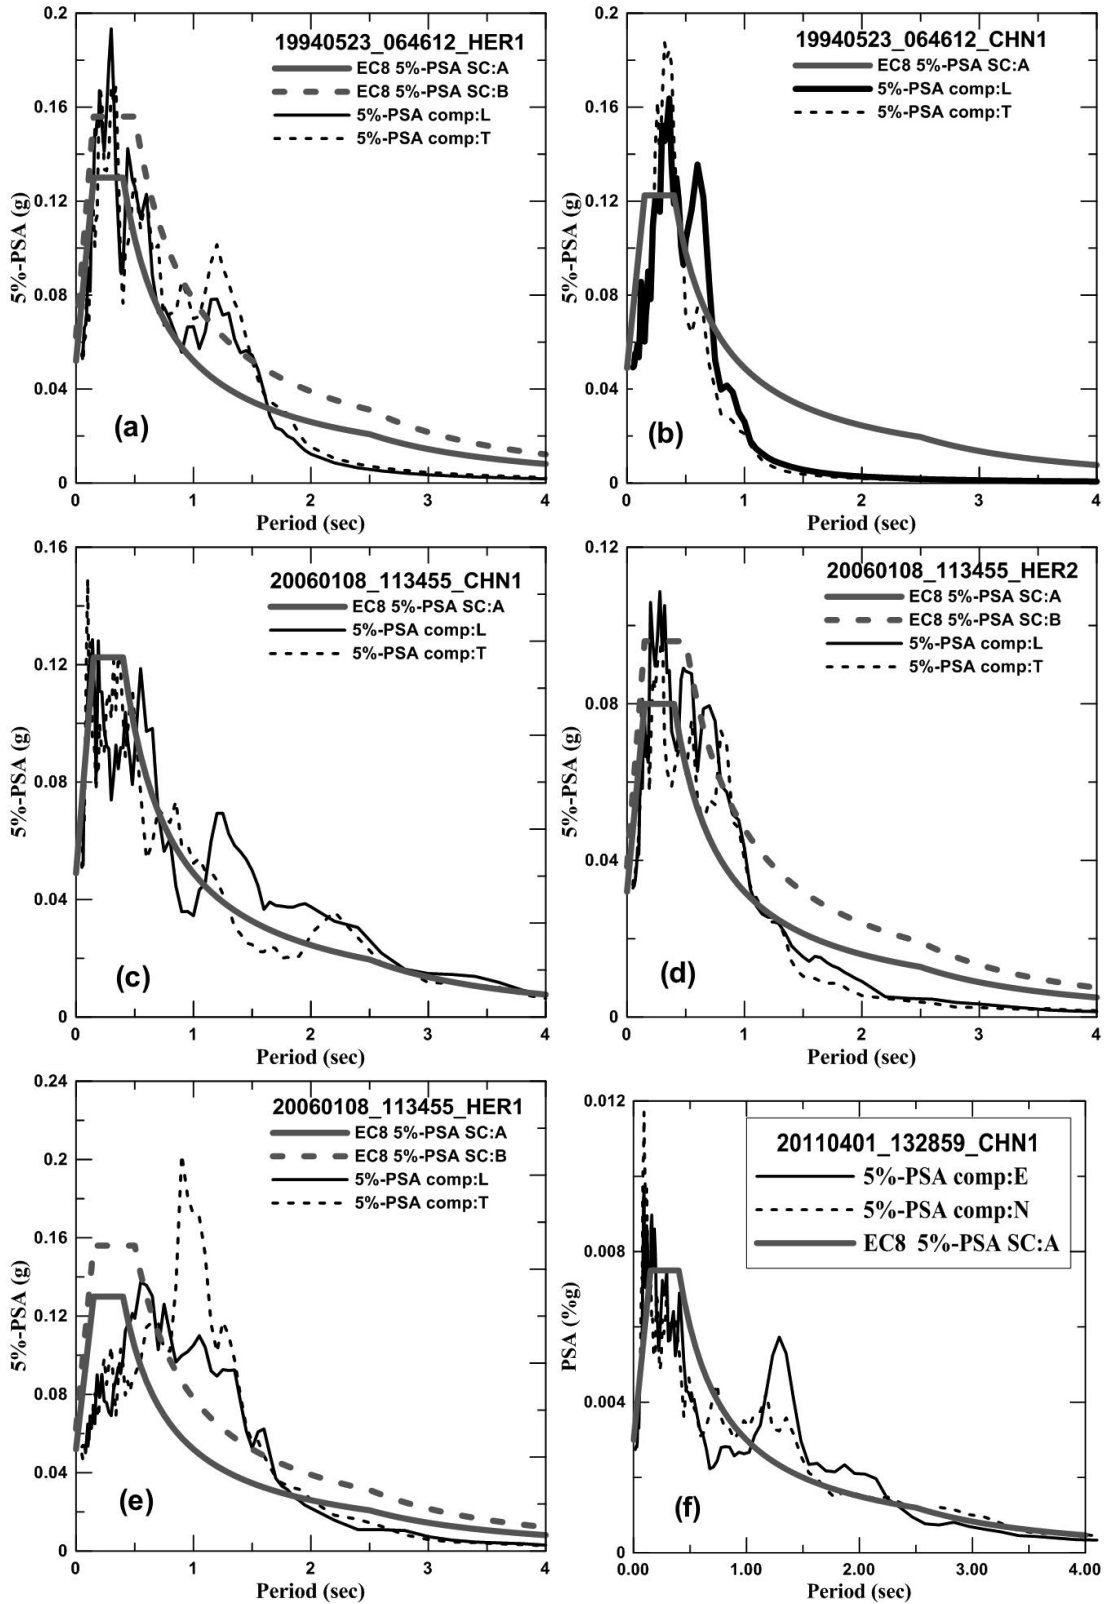 0.2
0.16
0.12
0.08
0.04
0
5%-PSA (g)
19940523_064612_HER1
EC8 5%-PSA SC:A
EC8 5%-PSA SC:B
5%-PSA comp:L
5%-PSA comp:T
(a)
0 1 2 3 4
Period (sec)
0.2
0.16
0.12
0.08
0.04
0
5%-PSA (g)
19940523_064612_CHN1
EC8 5%-PSA SC:A
5%-PSA comp:L
5%-PSA comp:T
(b)
0 1 2 3 4
Period (sec)
0.16
0.12
0.08
0.04
0
5%-PSA (g)
20060108_113455_CHN1
EC8 5%-PSA SC:A
5%-PSA comp:L
5%-PSA comp:T
(c)
0 1 2 3 4
Period (sec)
0.12
0.08
0.04
0
5%-PSA (g)
20060108_113455_HER2
EC8 5%-PSA SC:A
EC8 5%-PSA SC:B
5%-PSA comp:L
5%-PSA comp:T
(d)
0 1 2 3 4
Period (sec)
0.24
0.2
0.16
0.12
0.08
0.04
0
5%-PSA (g)
20060108_113455_HER1
EC8 5%-PSA SC:A
EC8 5%-PSA SC:B
5%-PSA comp:L
5%-PSA comp:T
(e)
0 1 2 3 4
Period (sec)
0.012
0.008
0.004
0
PSA (%g)
20110401_132859_CHN1
5%-PSA comp:E
5%-PSA comp:N
EC8 5%-PSA SC:A
(f)
0.00 1.00 2.00 3.00 4.00
Period (sec)